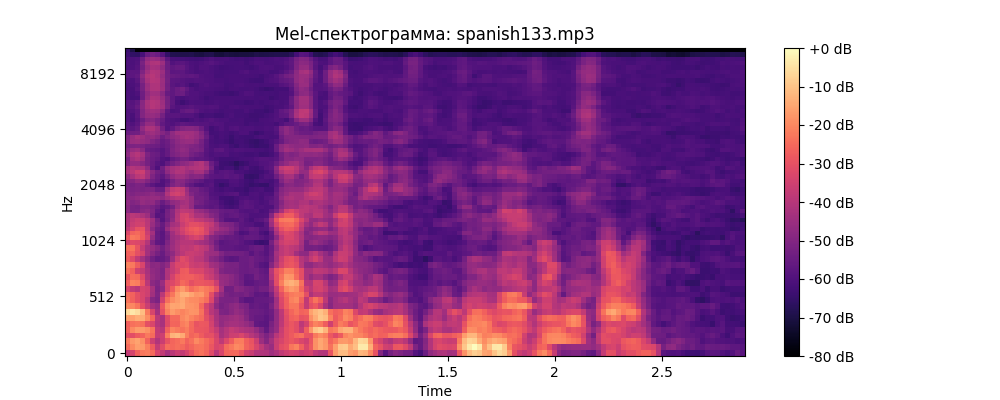 Mel-спектрограмма: spanish133.mp3
Hz
8192
4096
2048
1024
512
0
0
0.5
1
1.5
2
2.5
Time
+0 dB
-10 dB
-20 dB
-30 dB
-40 dB
-50 dB
-60 dB
-70 dB
-80 dB